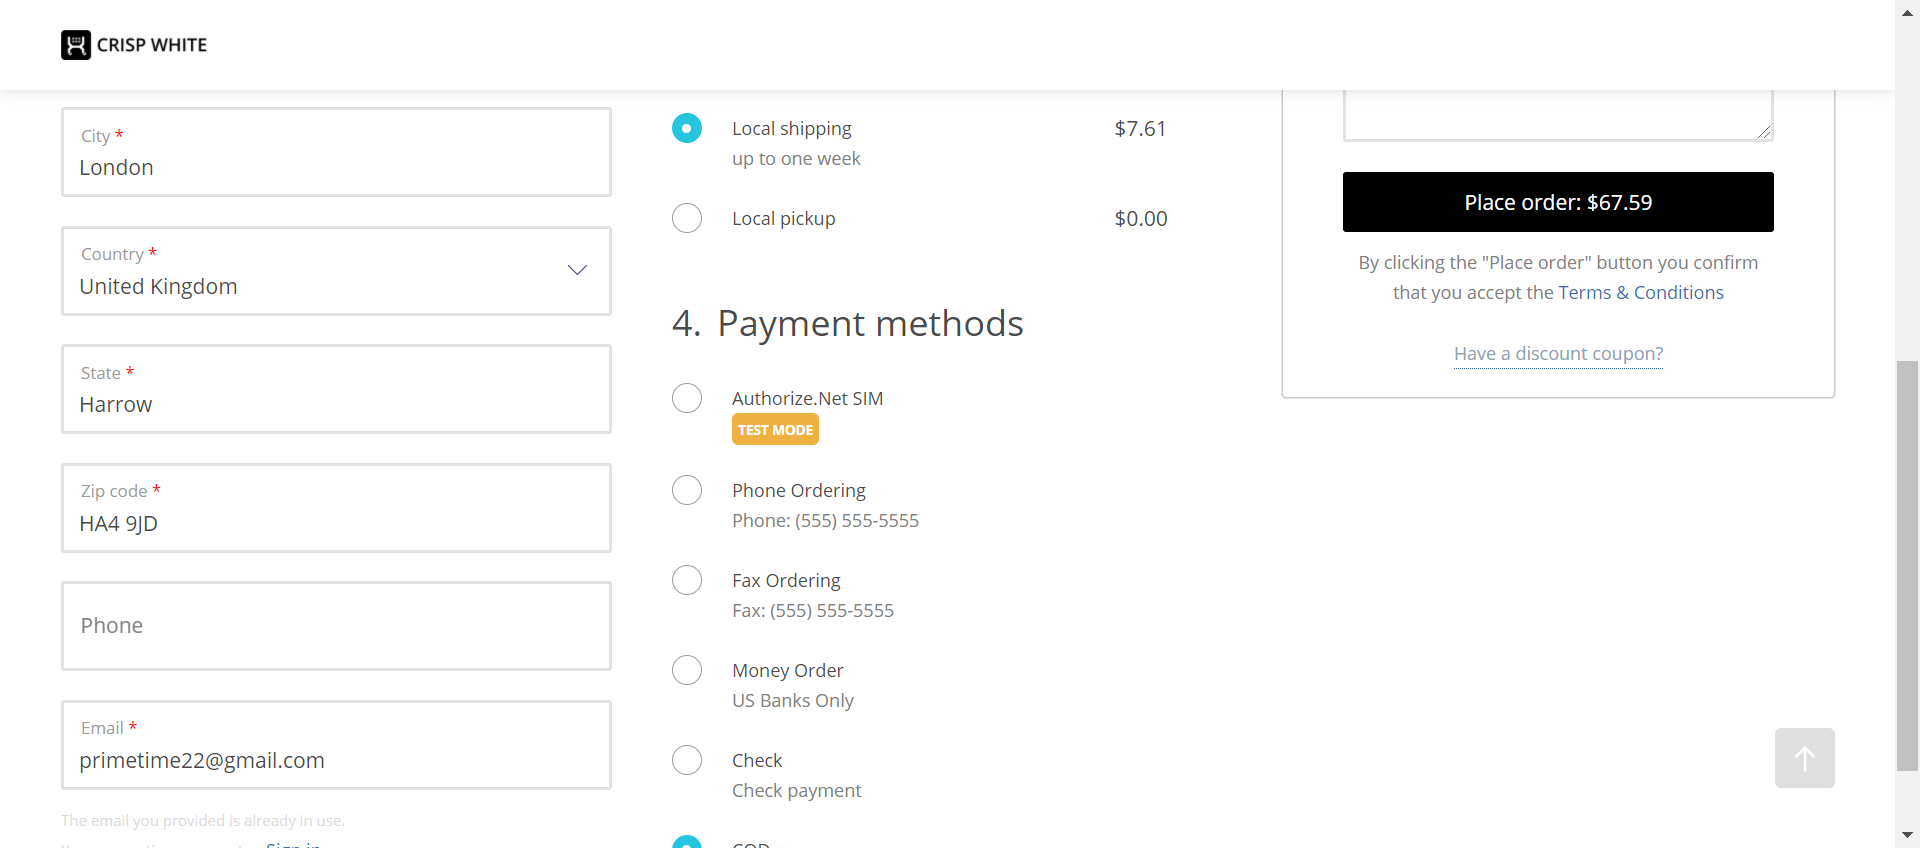 CRISP WHITE
City *
London
Country *
United Kingdom
State *
Harrow
Zip code *
HA4 9JD
Phone
Email *
primetime22@gmail.com
The email you provided is already in use.
Sign in
Local shipping $7.61
up to one week
Local pickup $0.00
4. Payment methods
Authorize.Net SIM
TEST MODE
Phone Ordering
Phone: (555) 555-5555
Fax Ordering
Fax: (555) 555-5555
Money Order
US Banks Only
Check
Check payment
COD
Place order: $67.59
By clicking the "Place order" button you confirm
that you accept the Terms & Conditions
Have a discount coupon?